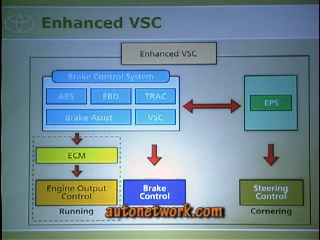 Enhanced VSC
Enhanced VSC
Brake Control System
ABS EBD TRAC
Brake Assist VSC
EPS
ECM
Engine Output Control
Brake Control
Steering Control
Running
Cornering
autonetwork.com